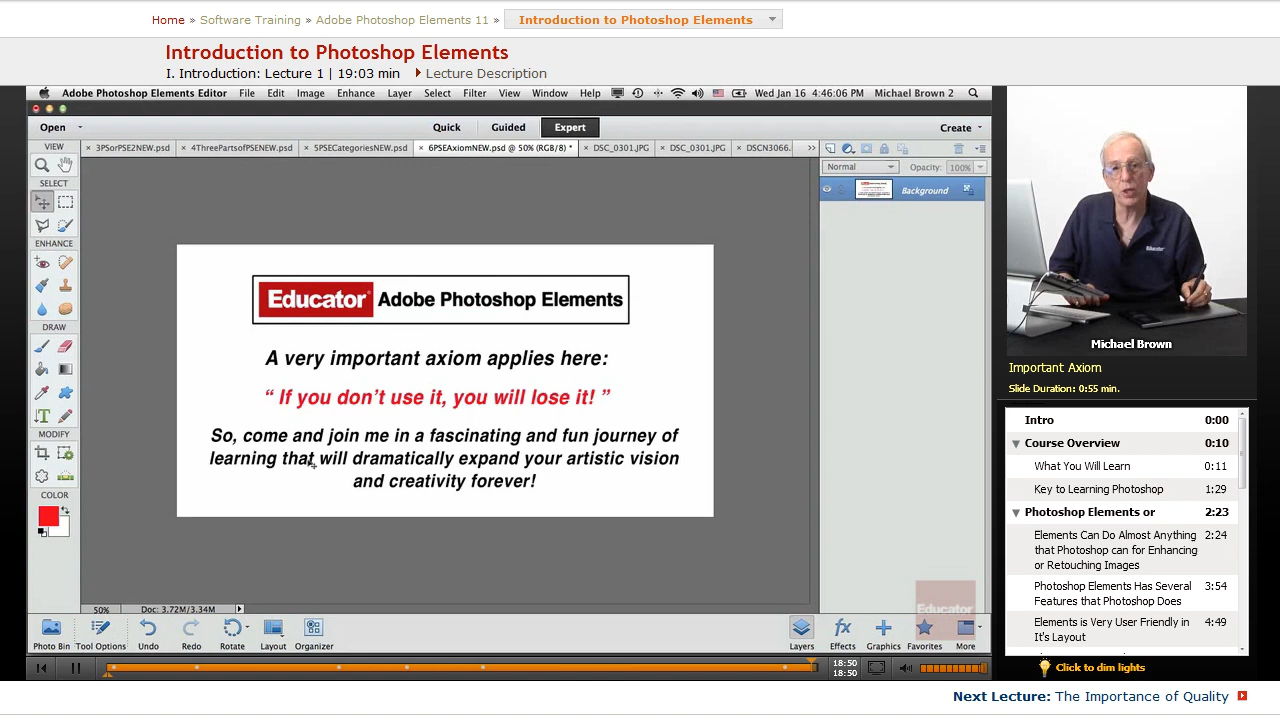 Home » Software Training » Adobe Photoshop Elements 11 » Introduction to Photoshop Elements
Introduction to Photoshop Elements
I. Introduction: Lecture 1 | 19:03 min Lecture Description
Adobe Photoshop Elements Editor File Edit Image Enhance Layer Select Filter View Window Help Wed Jan 16 4:46:06 PM Michael Brown 2
Open Quick Guided Expert Create
VIEW
× 3PSorPSE2NEW.psd × 4ThreePartsofPSENEW.psd × 5PSECategoriesNEW.psd × 6PSEAxiomNEW.psd @ 50% (RGB/8) * × DSC_0301.JPG × DSC_0301.JPG × DSCN3066. >>
Normal Opacity: 100%
SELECT
Background
ENHANCE
DRAW
MODIFY
COLOR
Educator Adobe Photoshop Elements
A very important axiom applies here:
“ If you don’t use it, you will lose it! ”
So, come and join me in a fascinating and fun journey of
learning that will dramatically expand your artistic vision
and creativity forever!
50% Doc: 3.72M/3.34M
Educator
Photo Bin Tool Options Undo Redo Rotate Layout Organizer Layers Effects Graphics Favorites More
18:50
18:50
Educator
Michael Brown
Important Axiom
Slide Duration: 0:55 min.
Intro 0:00
Course Overview 0:10
What You Will Learn 0:11
Key to Learning Photoshop 1:29
Photoshop Elements or 2:23
Elements Can Do Almost Anything 2:24
that Photoshop can for Enhancing
or Retouching Images
Photoshop Elements Has Several 3:54
Features that Photoshop Does
Elements is Very User Friendly in 4:49
It's Layout
Click to dim lights
Next Lecture: The Importance of Quality